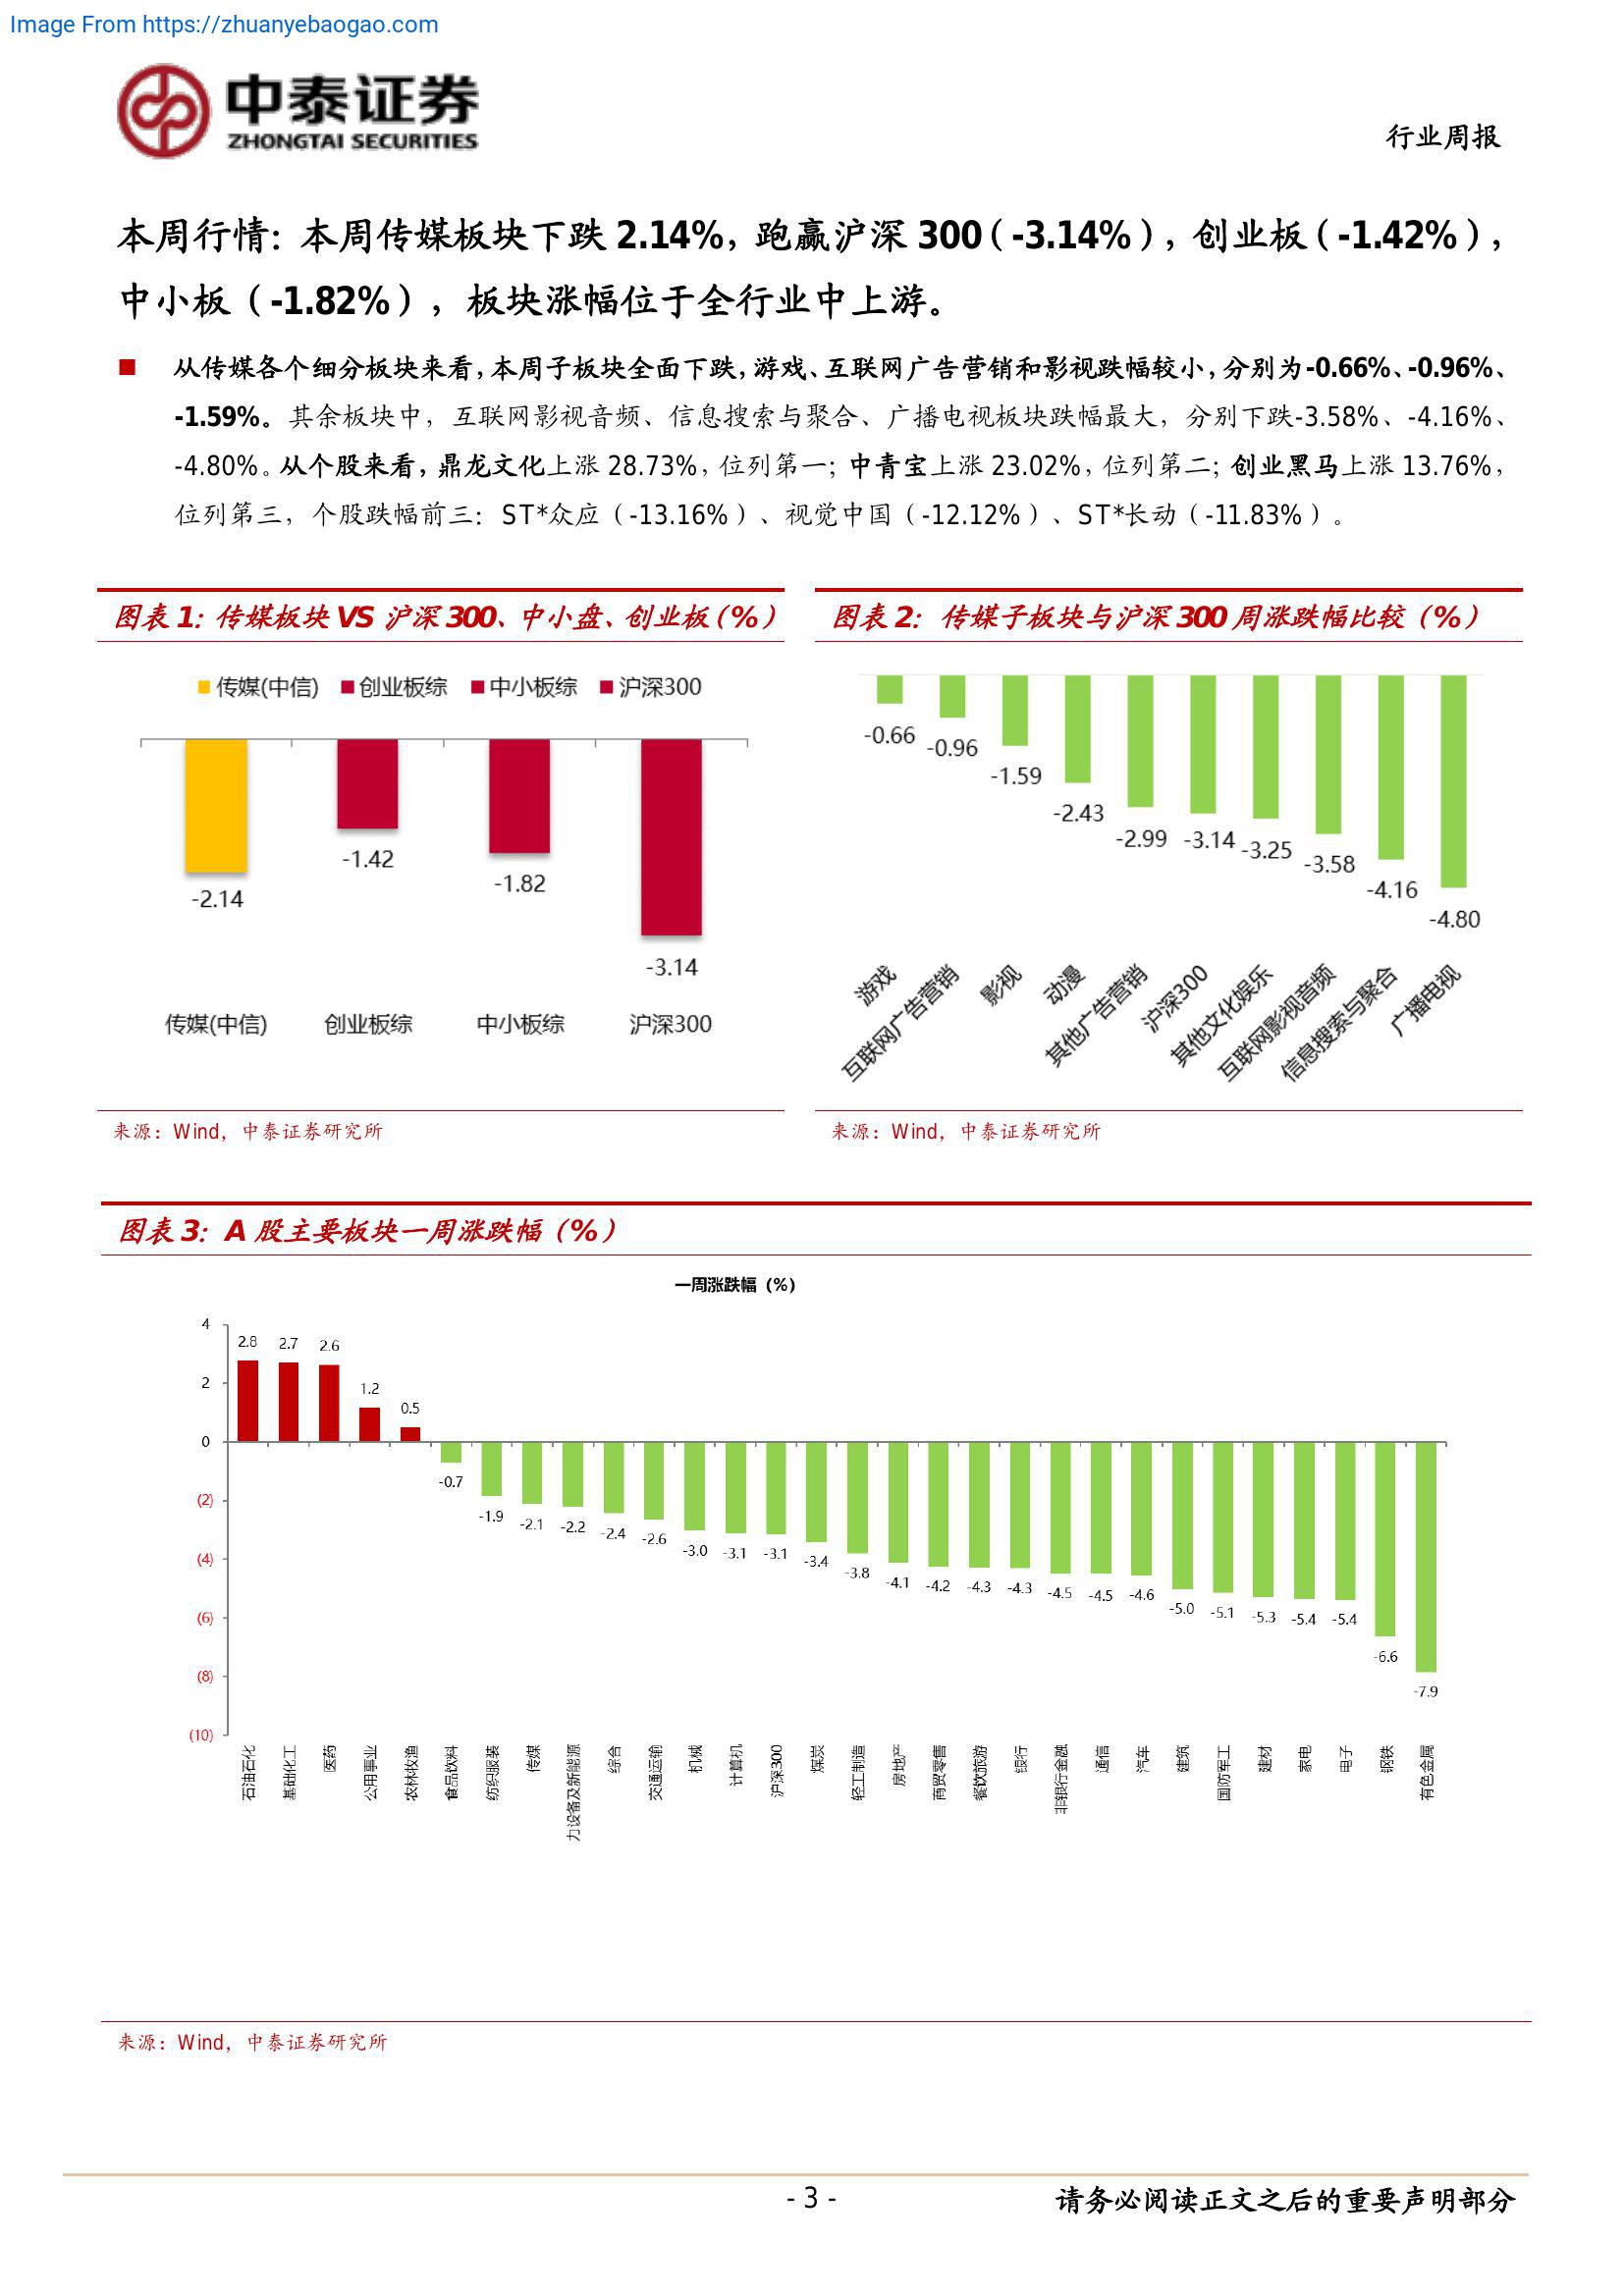 Image From https://zhuanyebaogao.com
中泰证券
ZHONGTAI SECURITIES
行业周报
本周行情：本周传媒板块下跌 2.14%，跑赢沪深 300（-3.14%），创业板（-1.42%），
中小板（-1.82%），板块涨幅位于全行业中上游。
■ 从传媒各个细分板块来看，本周子板块全面下跌，游戏、互联网广告营销和影视跌幅较小，分别为-0.66%、-0.96%、
-1.59%。其余板块中，互联网影视音频、信息搜索与聚合、广播电视板块跌幅最大，分别下跌-3.58%、-4.16%、
-4.80%。从个股来看，鼎龙文化上涨 28.73%，位列第一；中青宝上涨 23.02%，位列第二；创业黑马上涨 13.76%，
位列第三，个股跌幅前三：ST*众应（-13.16%）、视觉中国（-12.12%）、ST*长动（-11.83%）。
图表 1：传媒板块 VS 沪深 300、中小盘、创业板（%）
传媒(中信) 创业板综 中小板综 沪深300
-2.14
-1.42
-1.82
-3.14
传媒(中信) 创业板综 中小板综 沪深300
来源：Wind，中泰证券研究所
图表 2：传媒子板块与沪深 300 周涨跌幅比较（%）
-0.66
-0.96
-1.59
-2.43
-2.99
-3.14
-3.25
-3.58
-4.16
-4.80
游戏
互联网广告营销
影视
动漫
其他广告营销
沪深300
其他文化娱乐
互联网影视音频
信息搜索与聚合
广播电视
来源：Wind，中泰证券研究所
图表 3：A 股主要板块一周涨跌幅（%）
一周涨跌幅（%）
4
2
0
(2)
(4)
(6)
(8)
(10)
2.8
2.7
2.6
1.2
0.5
-0.7
-1.9
-2.1
-2.2
-2.4
-2.6
-3.0
-3.1
-3.1
-3.4
-3.8
-4.1
-4.2
-4.3
-4.3
-4.5
-4.5
-4.6
-5.0
-5.1
-5.3
-5.4
-5.4
-6.6
-7.9
石油石化
基础化工
医药
公用事业
农林牧渔
食品饮料
纺织服装
传媒
力设备及新能源
综合
交通运输
机械
计算机
沪深300
煤炭
轻工制造
房地产
商贸零售
餐饮旅游
银行
非银行金融
通信
汽车
建筑
国防军工
建材
家电
电子
钢铁
有色金属
来源：Wind，中泰证券研究所
- 3 -
请务必阅读正文之后的重要声明部分